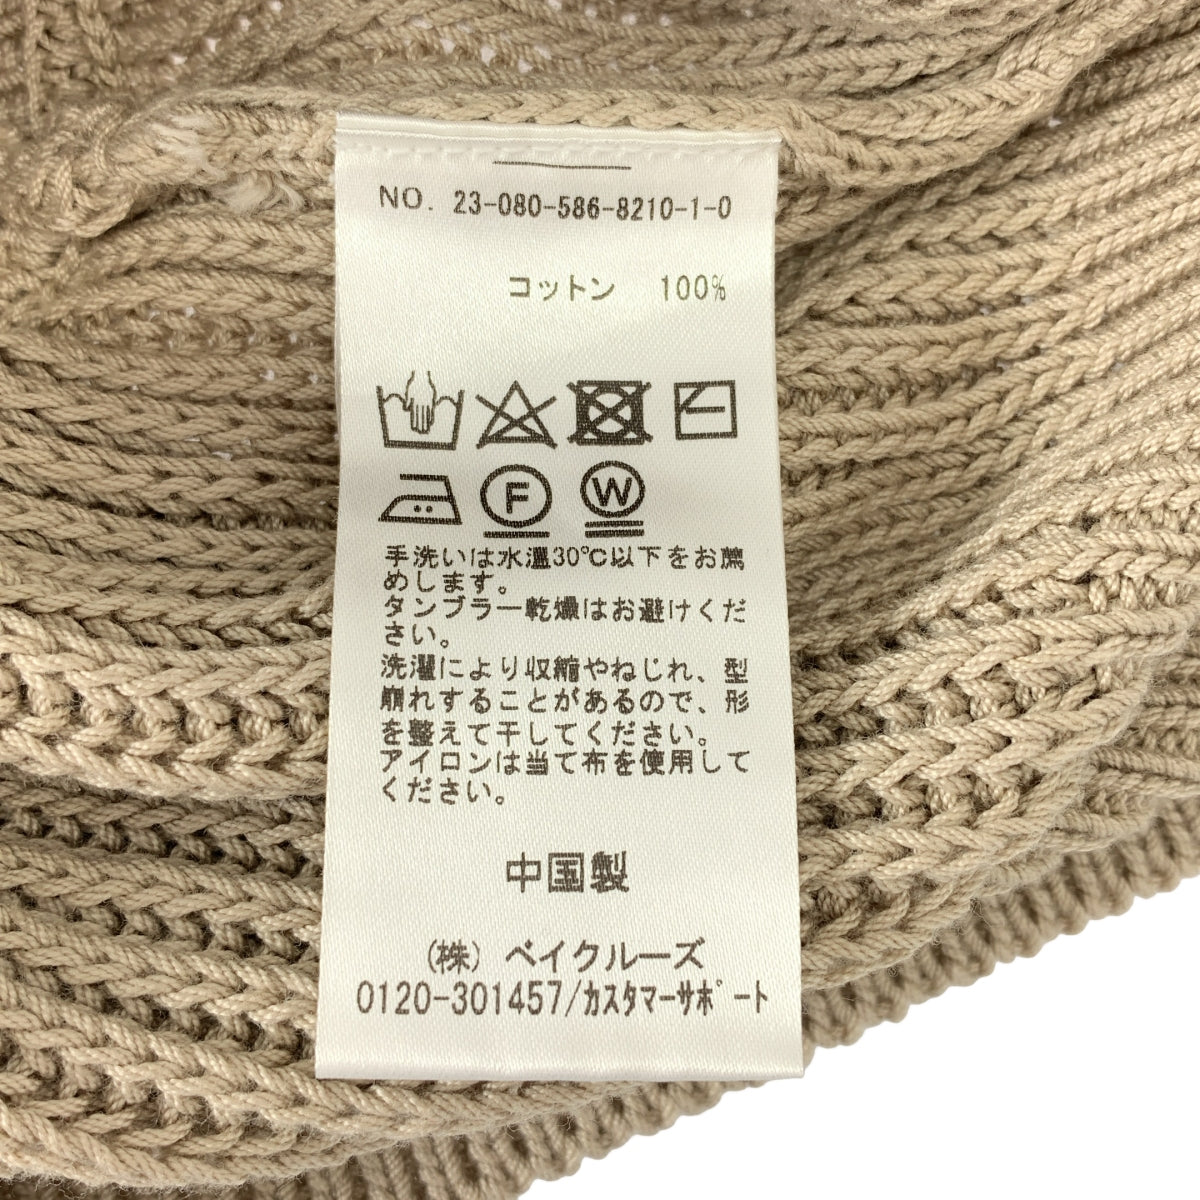 NO. 23-080-586-8210-1-0
コットン 100%
F
W
手洗いは水温30℃以下をお薦
めします。
タンブラー乾燥はお避けくだ
さい。
洗濯により収縮やねじれ、型
崩れすることがあるので、形
を整えて干してください。
アイロンは当て布を使用して
ください。
中国製
(株) ベイクルーズ
0120-301457/カスタマーサポート